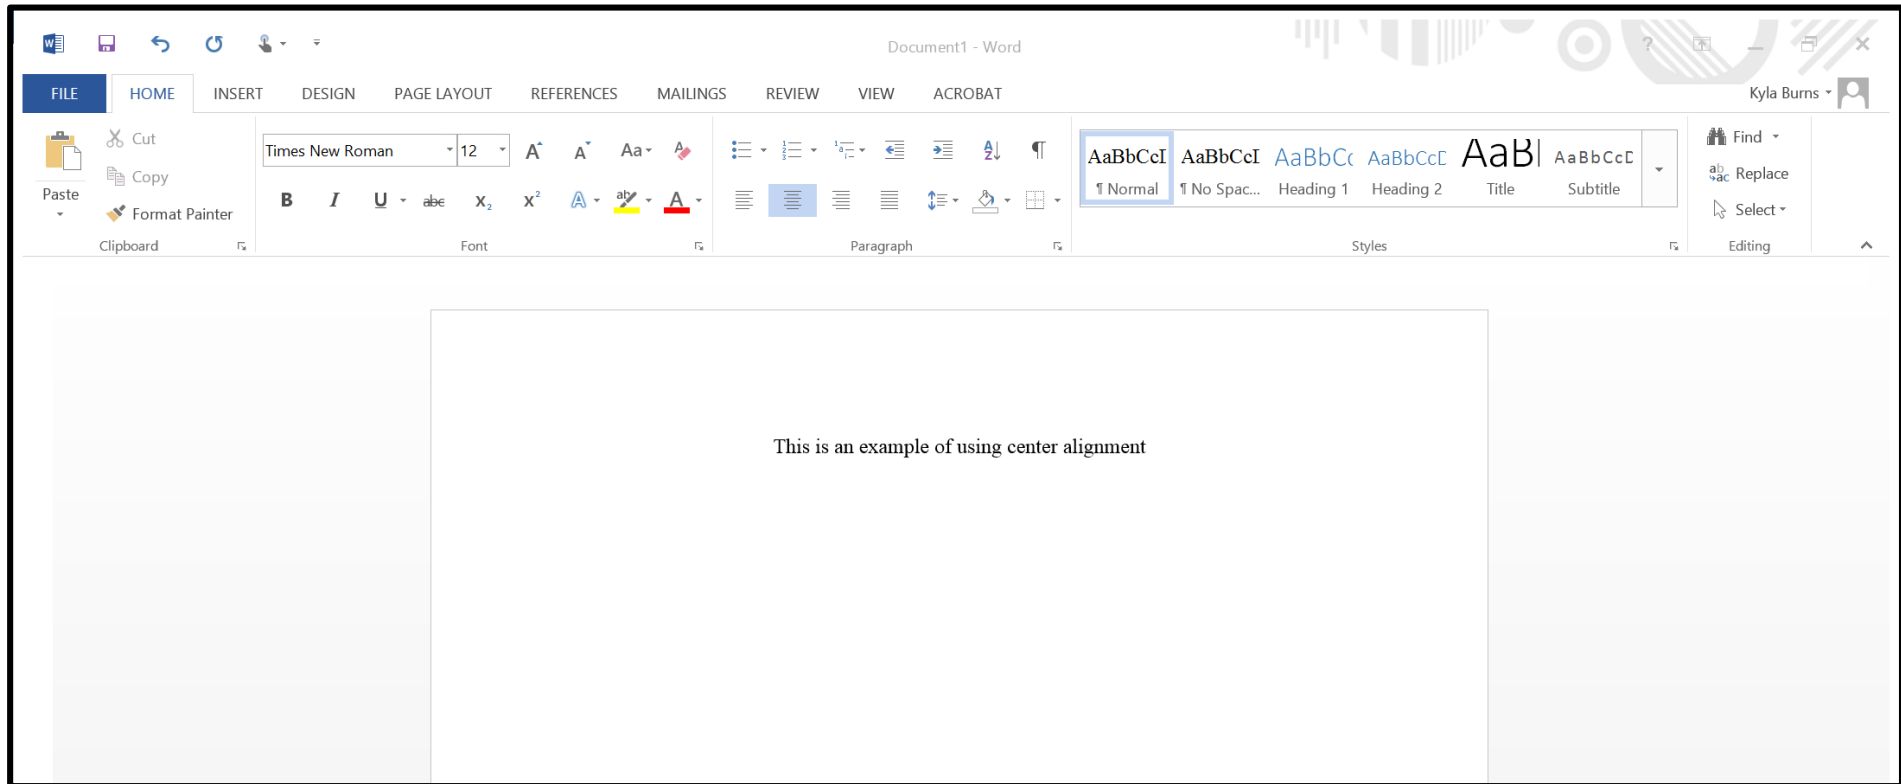 Document1 - Word
?
FILE HOME INSERT DESIGN PAGE LAYOUT REFERENCES MAILINGS REVIEW VIEW ACROBAT Kyla Burns
Paste
Cut
Copy
Format Painter
Clipboard
Times New Roman 12 A A Aa A
B I U abc X₂ X² A ab A
Font
A Z ¶
Paragraph
AaBbCcI AaBbCcI AaBbCc AaBbCcD AaB AaBbCcD
¶ Normal ¶ No Spac... Heading 1 Heading 2 Title Subtitle
Styles
Find
Replace
Select
Editing
This is an example of using center alignment